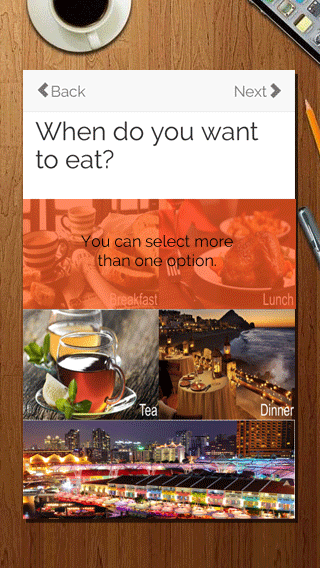 Back
Next
When do you want
to eat?
You can select more
than one option.
Breakfast
Lunch
Tea
Dinner